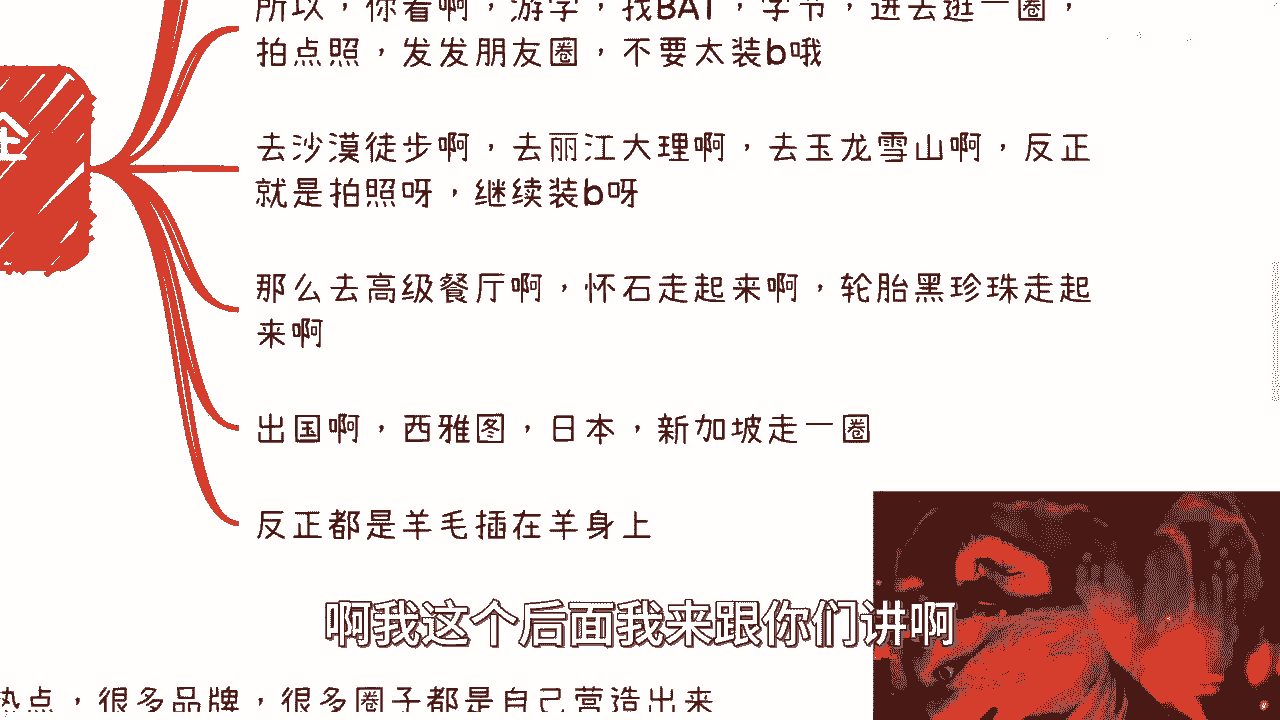 所以，你看啊，游学，找BAT，字节，进去逛一圈，
拍点照，发发朋友圈，不要太装b哦
企
去沙漠徒步啊，去丽江大理啊，去玉龙雪山啊，反正
就是拍照呀，继续装b呀
那么去高级餐厅啊，怀石走起来啊，轮胎黑珍珠走起
来啊
出国啊，西雅图，日本，新加坡走一圈
反正都是羊毛插在羊身上
啊我这个后面我来跟你们讲啊
热点，很多品牌，很多圈子都是自己营造出来